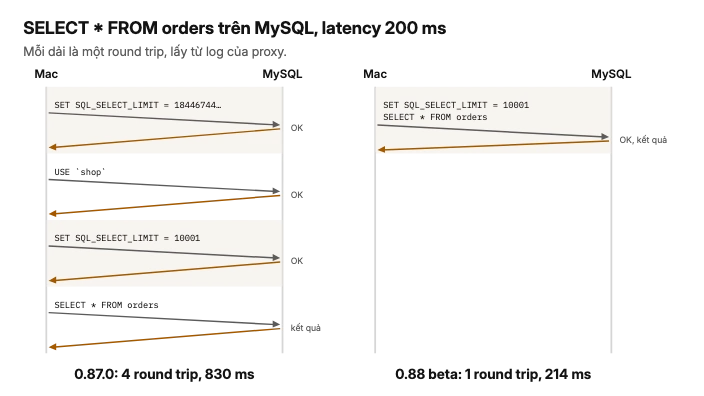 SELECT * FROM orders trên MySQL, latency 200 ms
Mỗi dải là một round trip, lấy từ log của proxy.
Mac
MySQL
SET SQL_SELECT_LIMIT = 18446744…
OK
USE `shop`
OK
SET SQL_SELECT_LIMIT = 10001
OK
SELECT * FROM orders
kết quả
0.87.0: 4 round trip, 830 ms
Mac
MySQL
SET SQL_SELECT_LIMIT = 10001
SELECT * FROM orders
OK, kết quả
0.88 beta: 1 round trip, 214 ms